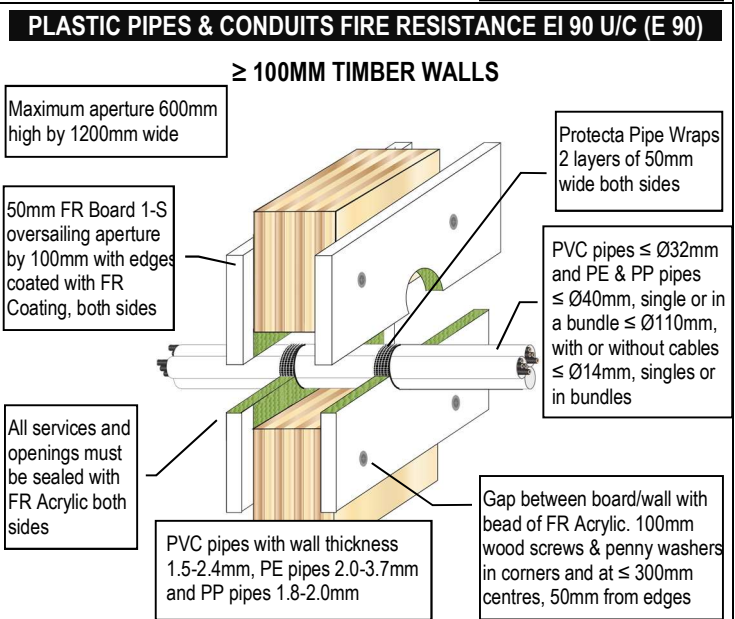 PLASTIC PIPES & CONDUITS FIRE RESISTANCE EI 90 U/C (E 90)
≥ 100MM TIMBER WALLS
Maximum aperture 600mm
high by 1200mm wide
Protecta Pipe Wraps
2 layers of 50mm
wide both sides
50mm FR Board 1-S
oversailing aperture
by 100mm with edges
coated with FR
Coating, both sides
PVC pipes ≤ Ø32mm
and PE & PP pipes
≤ Ø40mm, single or in
a bundle ≤ Ø110mm,
with or without cables
≤ Ø14mm, singles or
in bundles
All services and
openings must
be sealed with
FR Acrylic both
sides
PVC pipes with wall thickness
1.5-2.4mm, PE pipes 2.0-3.7mm
and PP pipes 1.8-2.0mm
Gap between board/wall with
bead of FR Acrylic. 100mm
wood screws & penny washers
in corners and at ≤ 300mm
centres, 50mm from edges